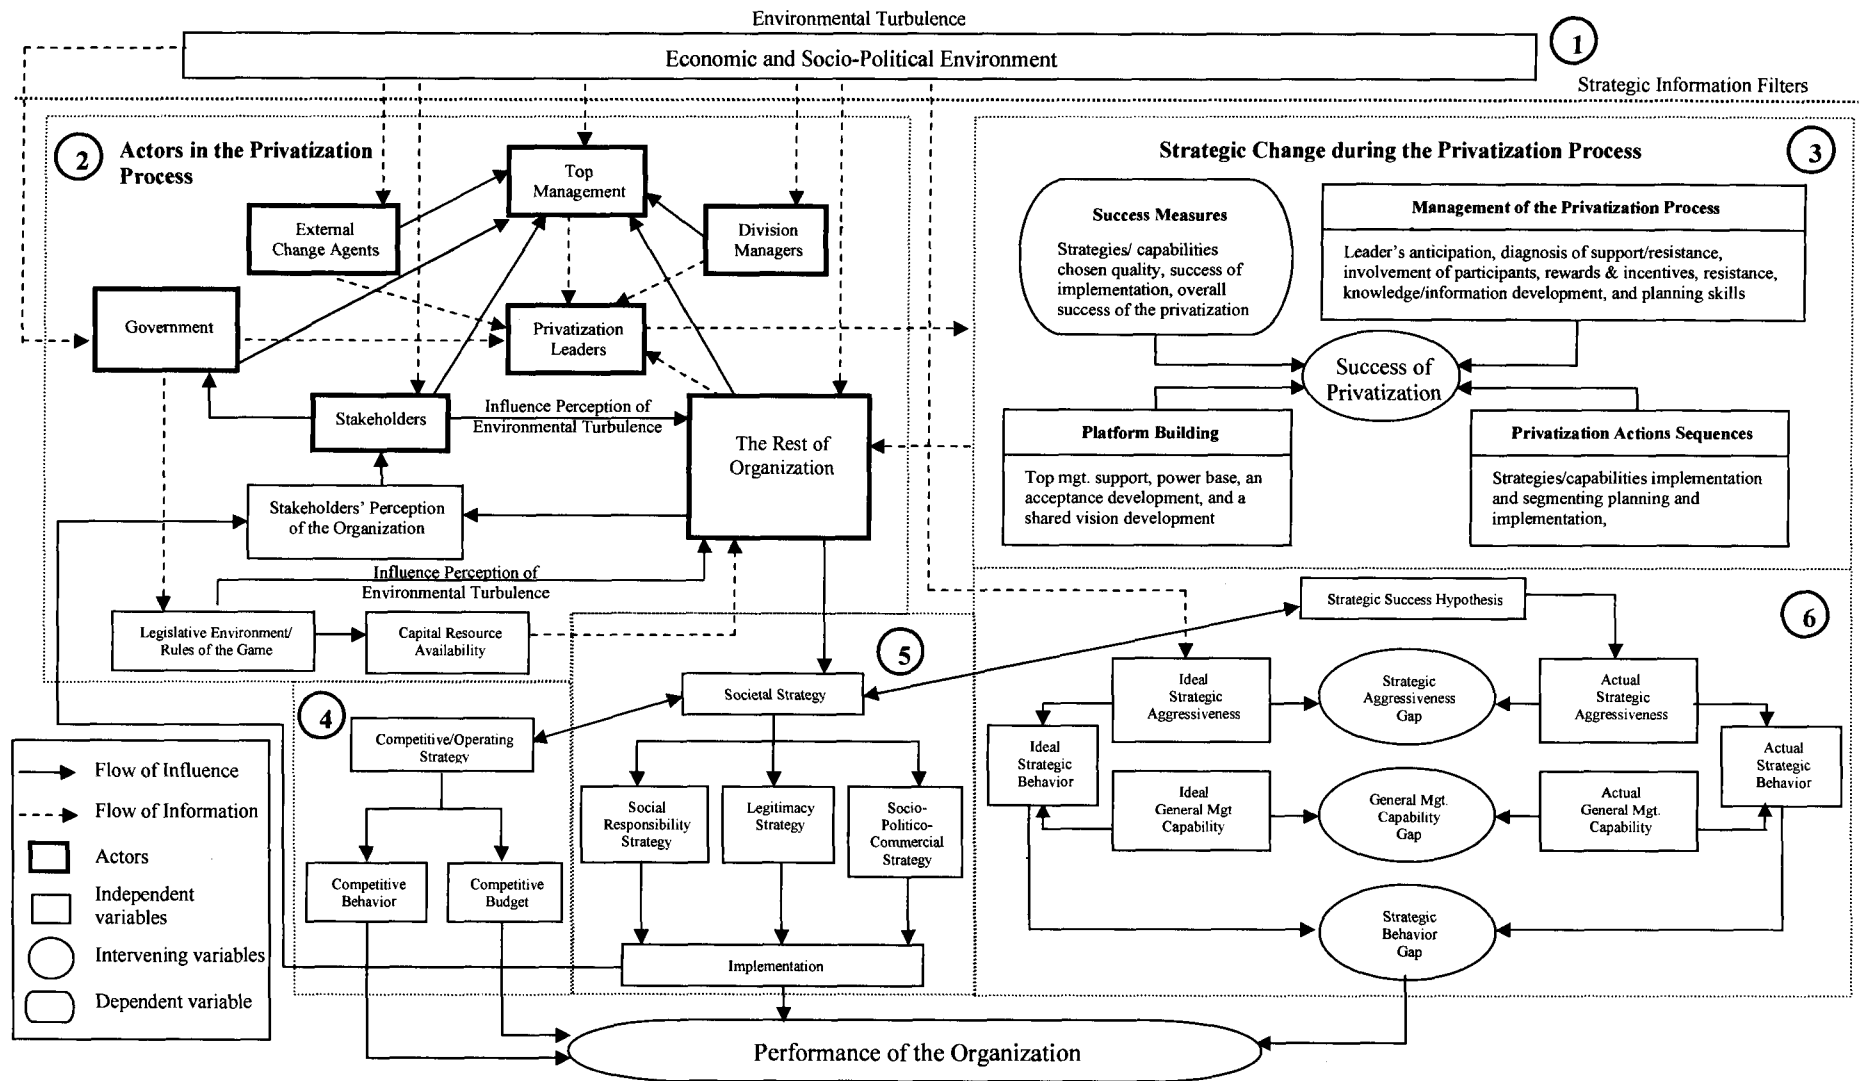 Environmental Turbulence
Economic and Socio-Political Environment
1
Strategic Information Filters
2
Actors in the Privatization
Process
Top
Management
External
Change Agents
Division
Managers
Government
Privatization
Leaders
Stakeholders
Influence Perception of
Environmental Turbulence
The Rest of
Organization
Stakeholders' Perception
of the Organization
Influence Perception of
Environmental Turbulence
Legislative Environment/
Rules of the Game
Capital Resource
Availability
Strategic Change during the Privatization Process
3
Success Measures
Strategies/ capabilities
chosen quality, success of
implementation, overall
success of the privatization
Management of the Privatization Process
Leader's anticipation, diagnosis of support/resistance,
involvement of participants, rewards & incentives, resistance,
knowledge/information development, and planning skills
Success of
Privatization
Platform Building
Top mgt. support, power base, an
acceptance development, and a
shared vision development
Privatization Actions Sequences
Strategies/capabilities implementation
and segmenting planning and
implementation,
4
Competitive/Operating
Strategy
Competitive
Behavior
Competitive
Budget
5
Societal Strategy
Social
Responsibility
Strategy
Legitimacy
Strategy
Socio-
Politico-
Commercial
Strategy
Implementation
6
Strategic Success Hypothesis
Ideal
Strategic
Aggressiveness
Strategic
Aggressiveness
Gap
Actual
Strategic
Aggressiveness
Ideal
Strategic
Behavior
Actual
Strategic
Behavior
Ideal
General Mgt
Capability
General Mgt.
Capability
Gap
Actual
General Mgt.
Capability
Strategic
Behavior
Gap
Flow of Influence
Flow of Information
Actors
Independent
variables
Intervening variables
Dependent variable
Performance of the Organization